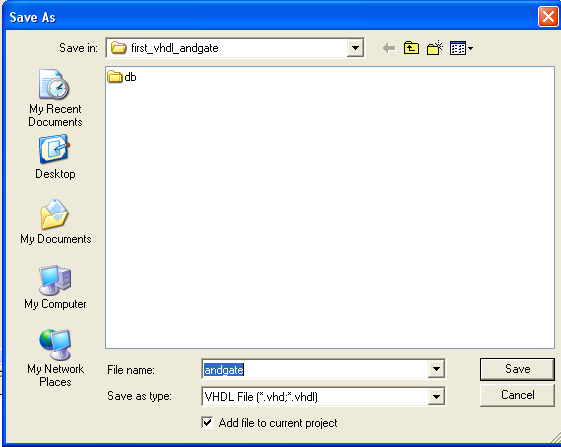 Save As
Save in:
first_vhdl_andgate
db
My Recent
Documents
Desktop
My Documents
My Computer
My Network
Places
File name:
andgate
Save
Save as type:
VHDL File (*.vhd;*.vhdl)
Cancel
Add file to current project